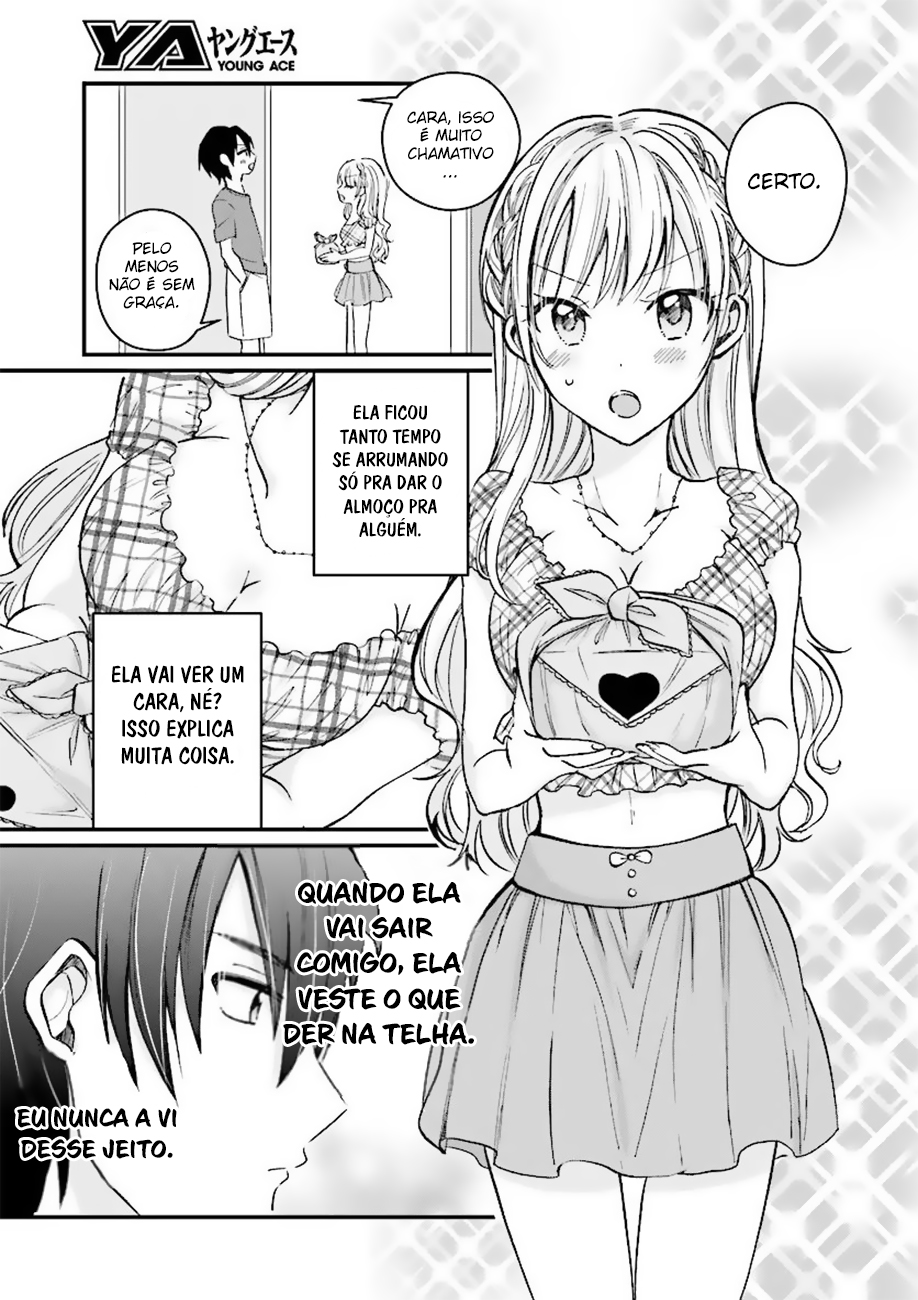 YA ヤングエース
YOUNG ACE
CERTO.
CARA, ISSO
É MUITO
CHAMATIVO
...
PELO
MENOS
NÃO É SEM
GRAÇA.
ELA FICOU
TANTO TEMPO
SE ARRUMANDO
SÓ PRA DAR O
ALMOÇO PRA
ALGUÉM.
ELA VAI VER UM
CARA, NÉ?
ISSO EXPLICA
MUITA COISA.
QUANDO ELA
VAI SAIR
COMIGO, ELA
VESTE O QUE
DER NA TELHA.
EU NUNCA A VI
DESSE JEITO.